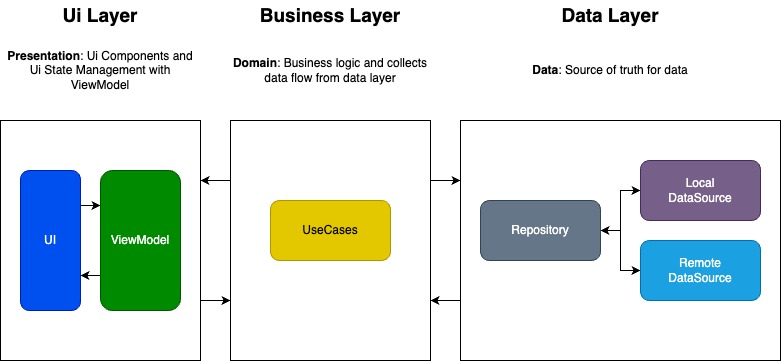 Ui Layer
Presentation: Ui Components and
Ui State Management with
ViewModel
UI
ViewModel
Business Layer
Domain: Business logic and collects
data flow from data layer
UseCases
Data Layer
Data: Source of truth for data
Repository
Local
DataSource
Remote
DataSource